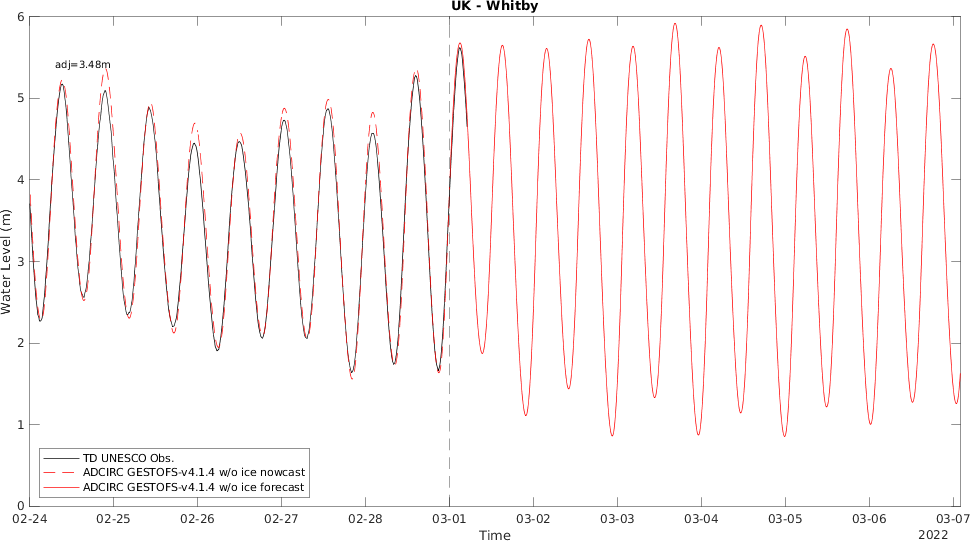 UK - Whitby
6
5
4
3
2
1
0
Water Level (m)
adj=3.48m
TD UNESCO Obs.
ADCIRC GESTOFS-v4.1.4 w/o ice nowcast
ADCIRC GESTOFS-v4.1.4 w/o ice forecast
02-24 02-25 02-26 02-27 02-28 03-01 03-02 03-03 03-04 03-05 03-06 03-07
Time
2022